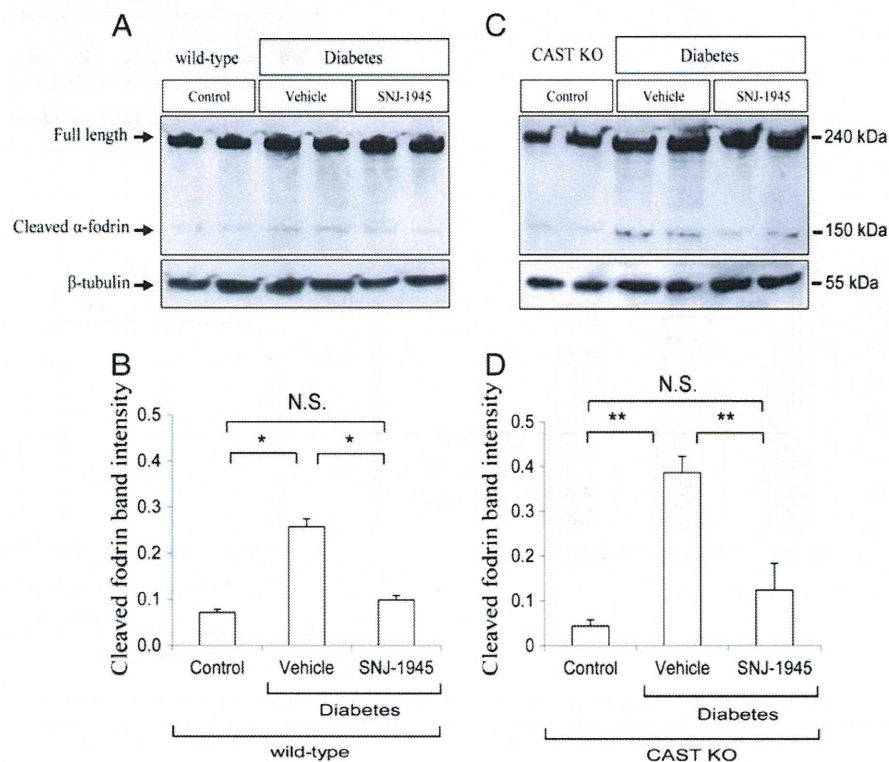 A
wild-type
Diabetes
Control
Vehicle
SNJ-1945
Full length
Cleaved α-fodrin
β-tubulin
C
CAST KO
Diabetes
Control
Vehicle
SNJ-1945
240 kDa
150 kDa
55 kDa
B
Cleaved fodrin band intensity
0.5
0.4
0.3
0.2
0.1
0.0
N.S.
*
*
Control
Vehicle
SNJ-1945
Diabetes
wild-type
D
Cleaved fodrin band intensity
0.5
0.4
0.3
0.2
0.1
0
N.S.
**
**
Control
Vehicle
SNJ-1945
Diabetes
CAST KO